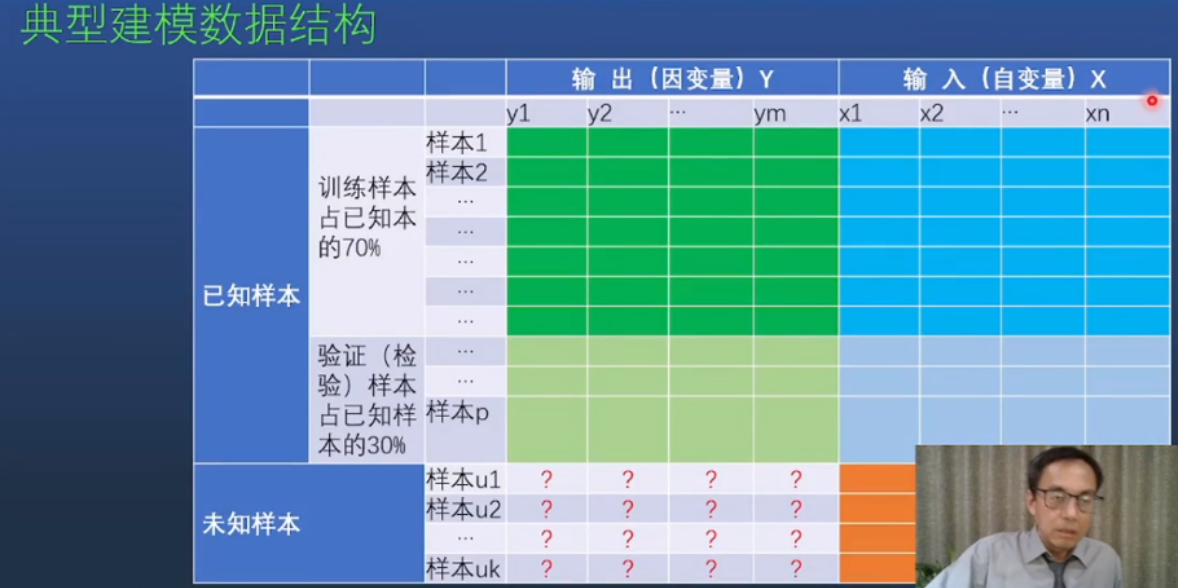 典型建模数据结构
输 出（因变量）Y 输 入（自变量）X
y1 y2 … ym x1 x2 … xn
样本1
样本2
…
…
…
…
…
训练样本
占已知本
的70%
已知样本
…
…
样本p
验证（检
验）样本
占已知样
本的30%
未知样本
样本u1 ? ? ? ?
样本u2 ? ? ? ?
… ? ? ? ?
样本uk ? ? ? ?